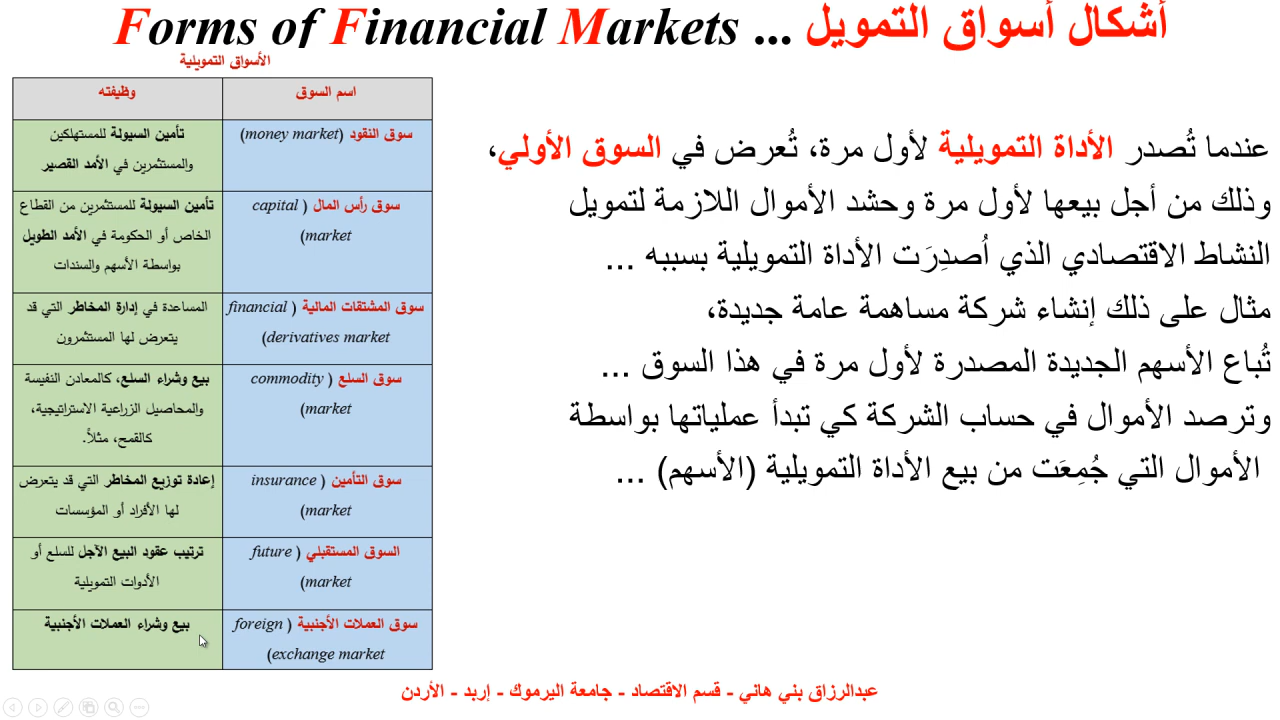 أشكال أسواق التمويل ... Forms of Financial Markets
عندما تُصدر الأداة التمويلية لأول مرة، تُعرض في السوق الأولي،
وذلك من أجل بيعها لأول مرة وحشد الأموال اللازمة لتمويل
النشاط الاقتصادي الذي اُصدِرَت الأداة التمويلية بسببه ...
مثال على ذلك إنشاء شركة مساهمة عامة جديدة،
تُباع الأسهم الجديدة المصدرة لأول مرة في هذا السوق ...
وترصد الأموال في حساب الشركة كي تبدأ عملياتها بواسطة
الأموال التي جُمِعَت من بيع الأداة التمويلية (الأسهم) ...
الأسواق التمويلية
اسم السوق
وظيفته
سوق النقود (money market)
تأمين السيولة للمستهلكين
والمستثمرين في الأمد القصير
سوق رأس المال (capital
market)
تأمين السيولة للمستثمرين من القطاع
الخاص أو الحكومة في الأمد الطويل
بواسطة الأسهم والسندات
سوق المشتقات المالية (financial
derivatives market)
المساعدة في إدارة المخاطر التي قد
يتعرض لها المستثمرون
سوق السلع (commodity
market)
بيع وشراء السلع، كالمعادن النفيسة
والمحاصيل الزراعية الاستراتيجية،
كالقمح، مثلاً.
سوق التأمين (insurance
market)
إعادة توزيع المخاطر التي قد يتعرض
لها الأفراد أو المؤسسات
السوق المستقبلي (future
market)
ترتيب عقود البيع الآجل للسلع أو
الأدوات التمويلية
سوق العملات الأجنبية (foreign
exchange market)
بيع وشراء العملات الأجنبية
عبدالرزاق بني هاني - قسم الاقتصاد - جامعة اليرموك - إربد - الأردن